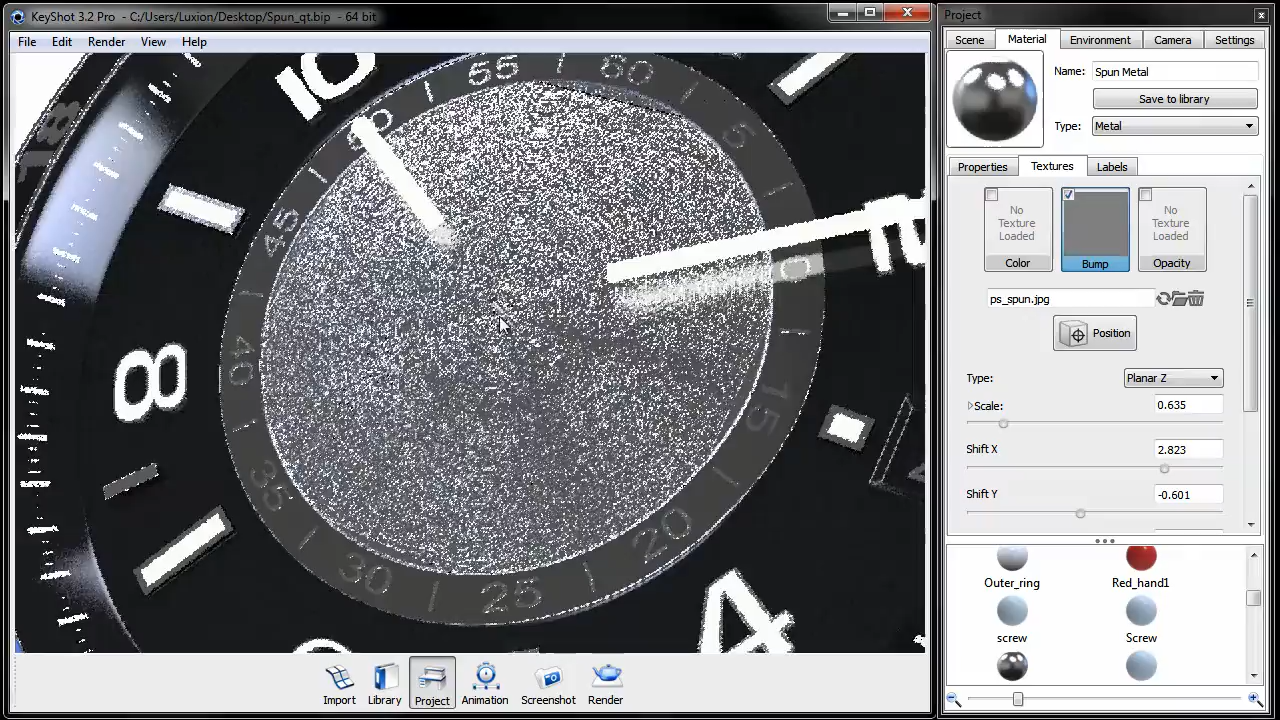 KeyShot 3.2 Pro - C:/Users/Luxion/Desktop/Spun_qt.bip - 64 bit
File Edit Render View Help
Project
Scene Material Environment Camera Settings
Name: Spun Metal
Save to library
Type: Metal
Properties Textures Labels
No Texture Loaded
No Texture Loaded
Color Bump Opacity
ps_spun.jpg
Position
Type: Planar Z
Scale: 0.635
Shift X 2.823
Shift Y -0.601
Outer_ring Red_hand1
screw Screw
10
55
60
5
45
40
8
15
35
20
30
25
4
Import Library Project Animation Screenshot Render